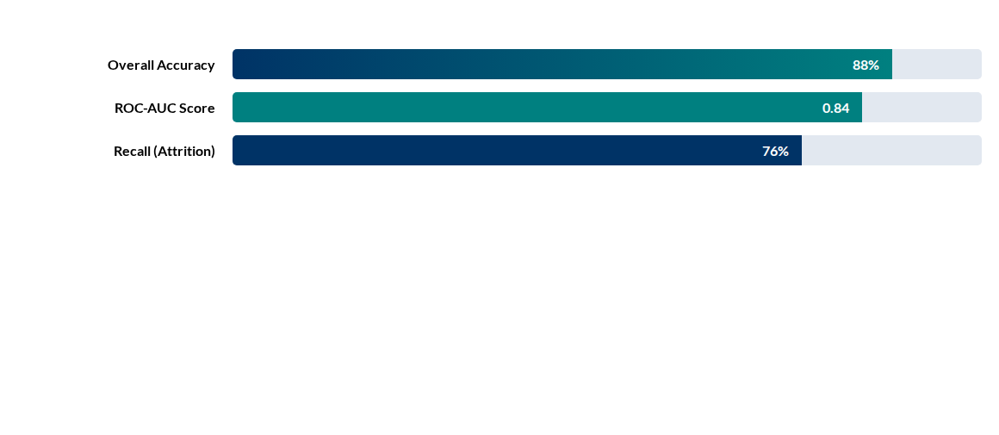 Overall Accuracy 88%
ROC-AUC Score 0.84
Recall (Attrition) 76%